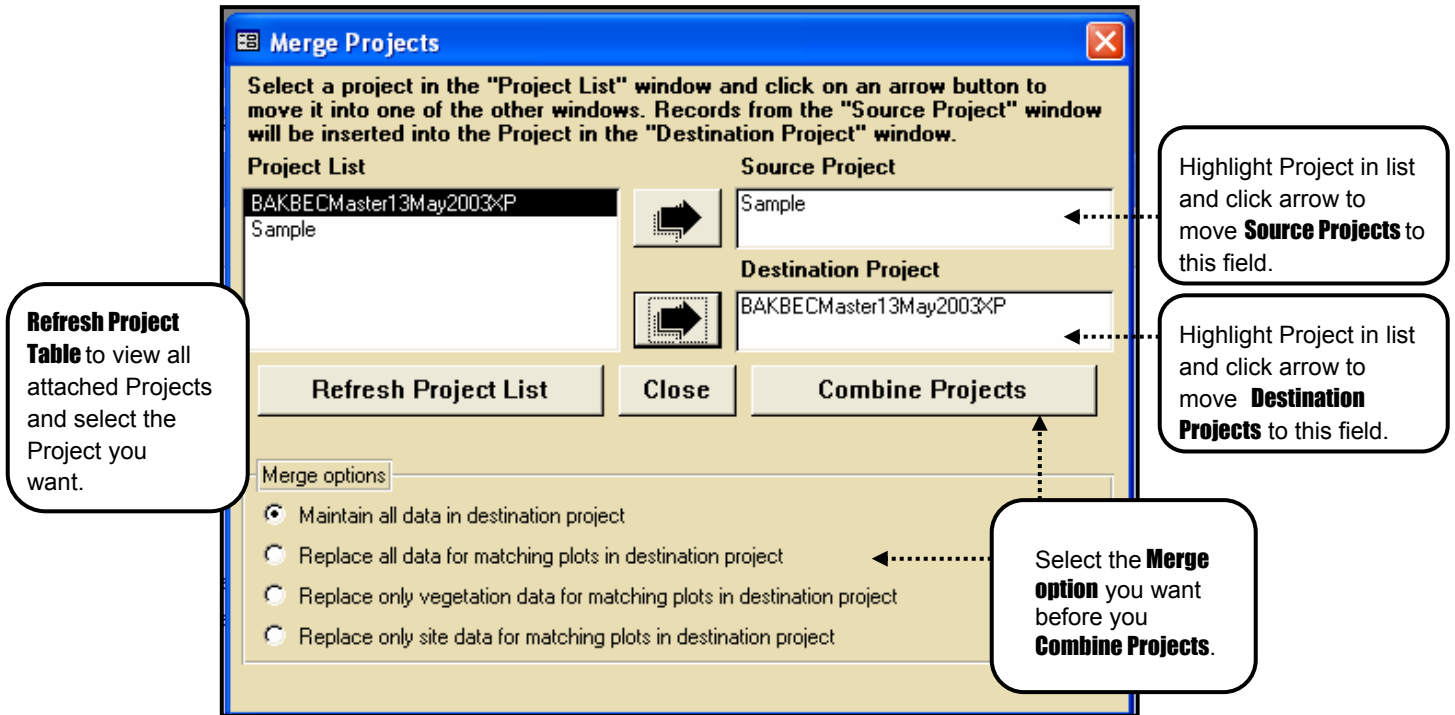 Merge Projects
Select a project in the "Project List" window and click on an arrow button to
move it into one of the other windows. Records from the "Source Project" window
will be inserted into the Project in the "Destination Project" window.
Project List
Source Project
BAKBECMaster13May2003XP
Sample
Sample
Destination Project
BAKBECMaster13May2003XP
Refresh Project List
Close
Combine Projects
Merge options
Maintain all data in destination project
Replace all data for matching plots in destination project
Replace only vegetation data for matching plots in destination project
Replace only site data for matching plots in destination project
Refresh Project
Table to view all
attached Projects
and select the
Project you
want.
Highlight Project in list
and click arrow to
move Source Projects to
this field.
Highlight Project in list
and click arrow to
move Destination
Projects to this field.
Select the Merge
option you want
before you
Combine Projects.